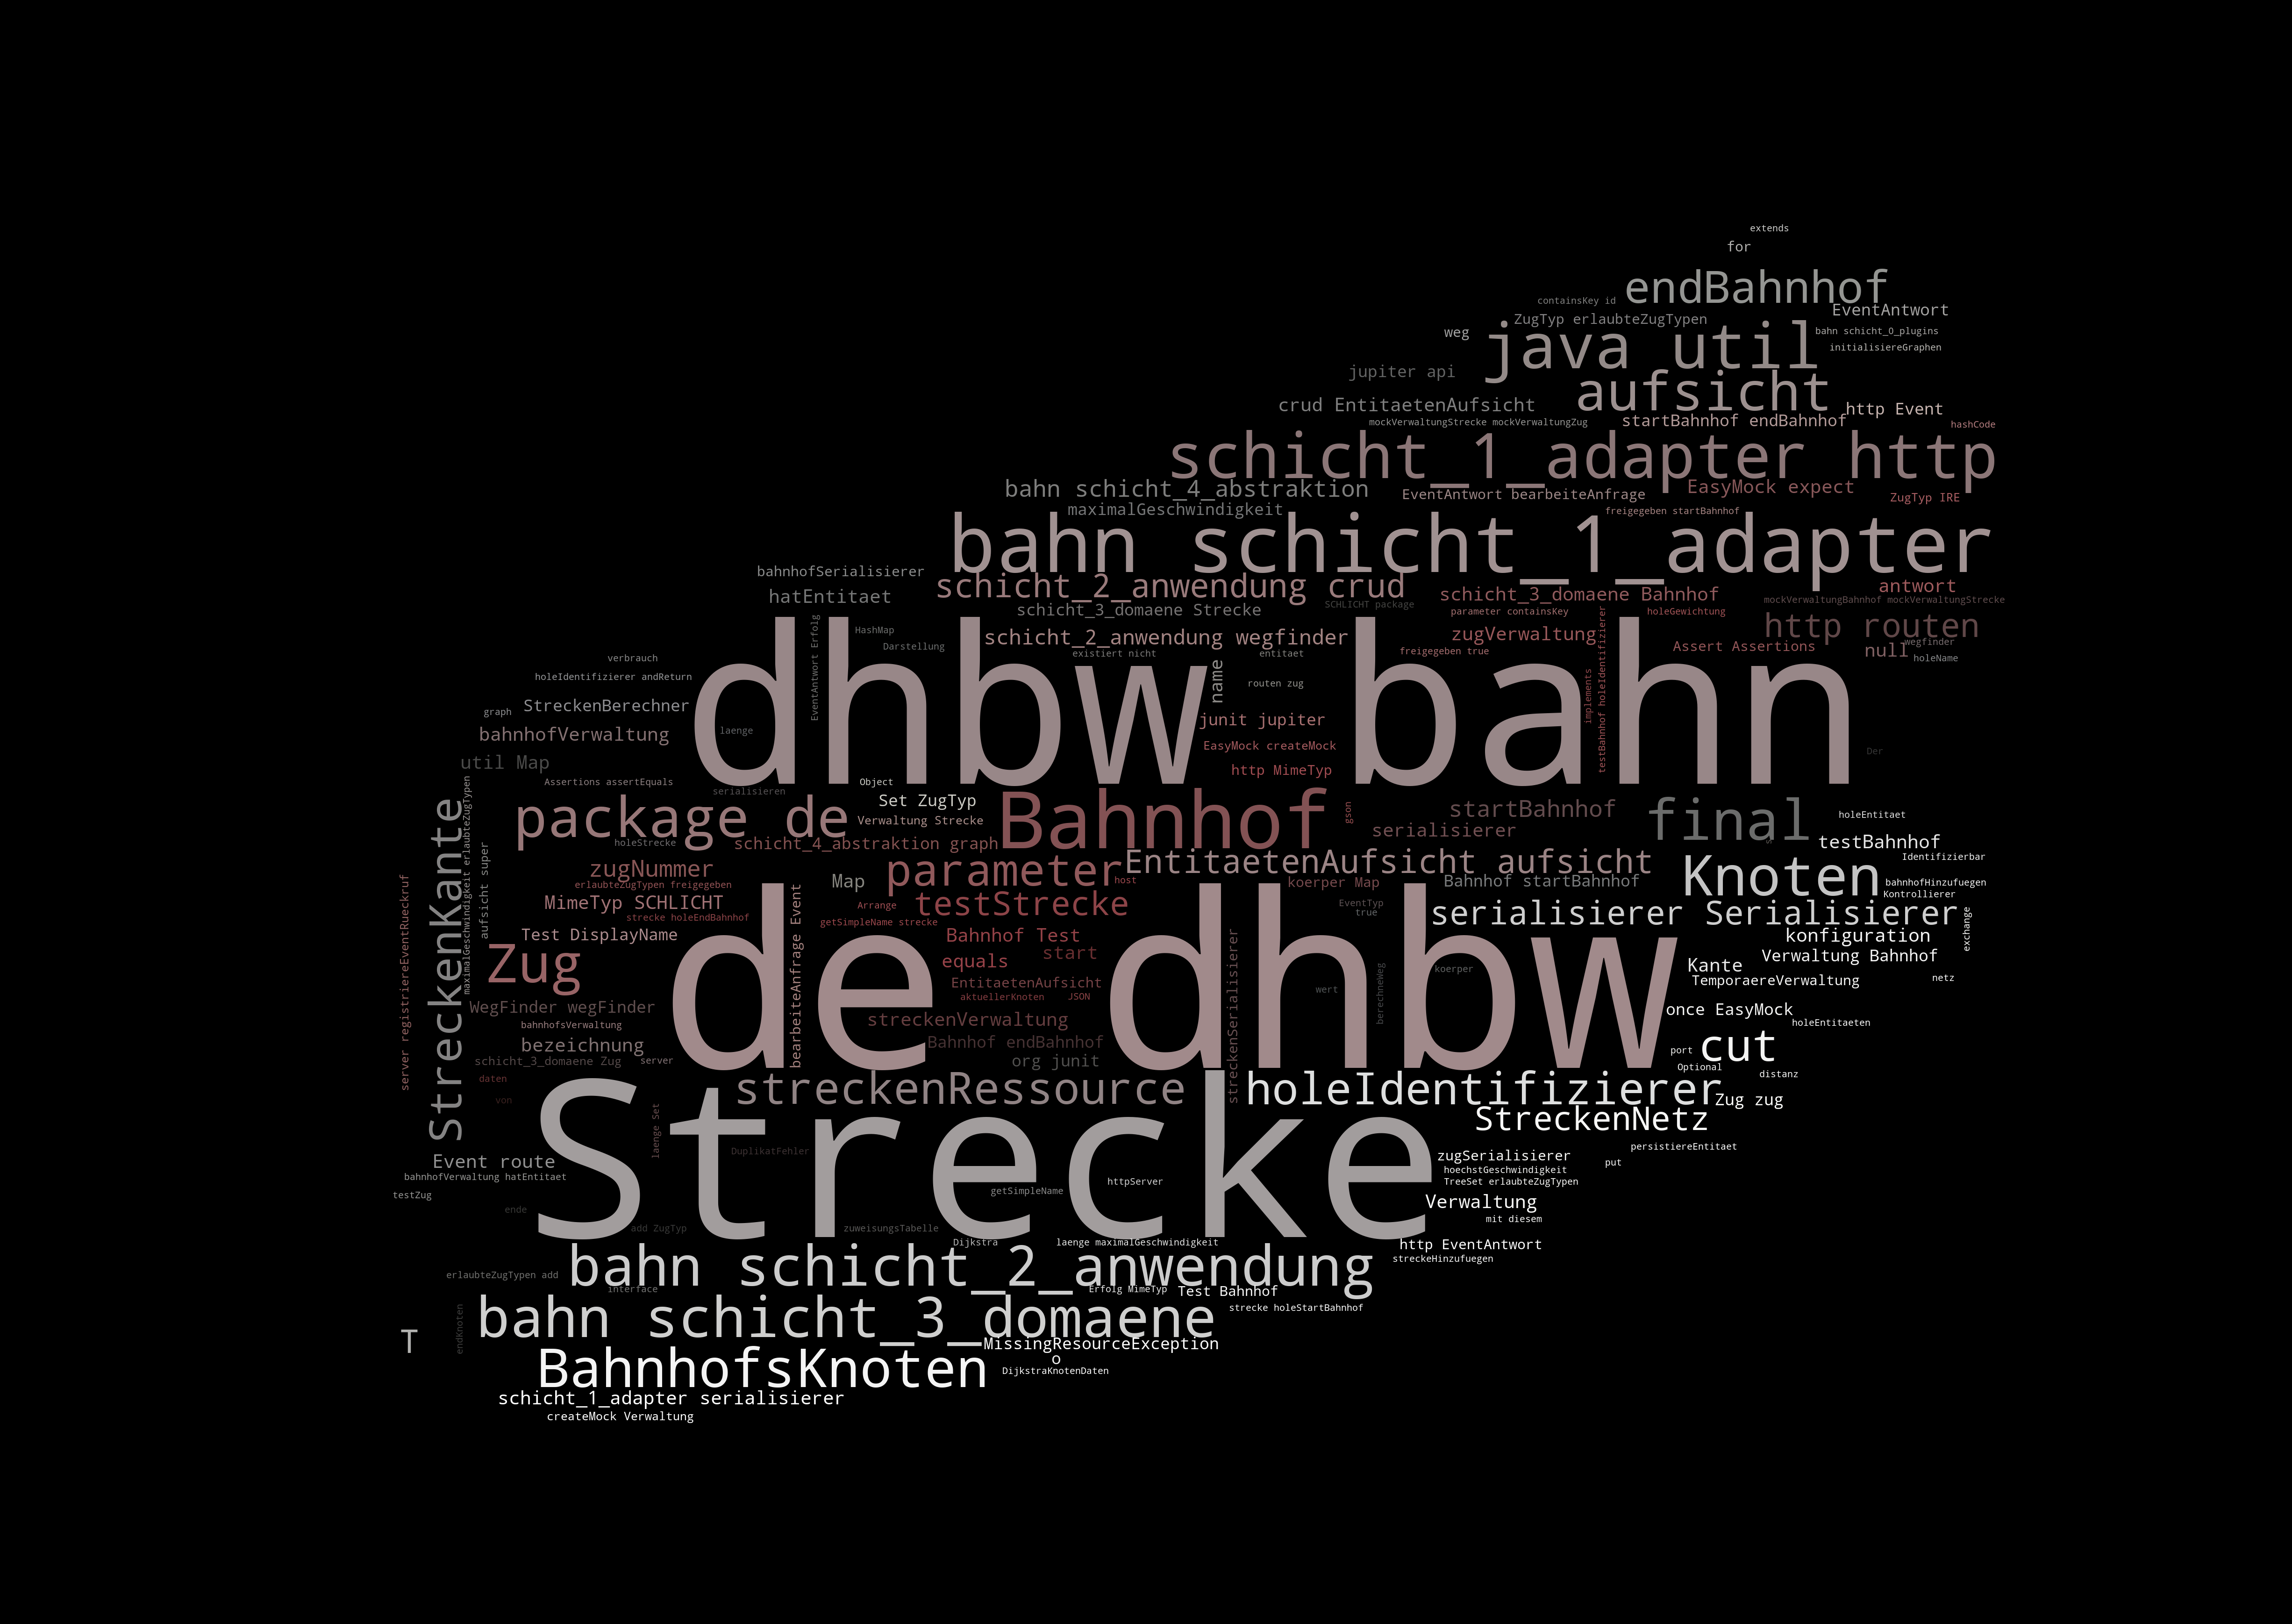 extends
for
endBahnhof
containsKey id
EventAntwort
ZugTyp erlaubteZugTypen
weg
java util
bahn schicht_0_plugins
initialisiereGraphen
jupiter api
aufsicht
crud EntitaetenAufsicht
http Event
mockVerwaltungStrecke mockVerwaltungZug
startBahnhof endBahnhof
hashCode
schicht_1_adapter http
bahn schicht_4_abstraktion
EventAntwort bearbeiteAnfrage
EasyMock expect
ZugTyp IRE
maximalGeschwindigkeit
freigegeben startBahnhof
bahn schicht_1_adapter
bahnhofSerialisierer
schicht_2_anwendung crud
hatEntitaet
schicht_3_domaene Bahnhof
antwort
schicht_3_domaene Strecke
SCHLICHT package
mockVerwaltungBahnhof mockVerwaltungStrecke
parameter containsKey
holeGewichtung
http routen
HashMap
Darstellung
EventAntwort Erfolg
schicht_2_anwendung wegfinder
zugVerwaltung
Assert Assertions
wegfinder
null
holeName
existiert nicht
entitaet
freigegeben true
verbrauch
holeIdentifizierer andReturn
dhbw bahn
name
routen zug
implements
testBahnhof holeIdentifizierer
graph
StreckenBerechner
junit jupiter
bahnhofVerwaltung
laenge
EasyMock createMock
Der
util Map
http MimeTyp
Assertions assertEquals
Object
serialisieren
package de
Set ZugTyp
Verwaltung Strecke
Bahnhof
gson
startBahnhof
serialisierer
final
holeEntitaet
testBahnhof
holeStrecke
schicht_4_abstraktion graph
Identifizierbar
StreckenKante
maximalGeschwindigkeit erlaubteZugTypen
aufsicht super
zugNummer
erlaubteZugTypen freigegeben
Map
parameter
host
EntitaetenAufsicht aufsicht
koerper Map
Bahnhof startBahnhof
Knoten
bahnhofHinzufuegen
Kontrollierer
MimeTyp SCHLICHT
strecke holeEndBahnhof
Arrange
testStrecke
getSimpleName strecke
EventTyp
true
serialisierer Serialisierer
exchange
Test DisplayName
Bahnhof Test
konfiguration
Zug
de dhbw
bearbeiteAnfrage Event
equals
start
streckenSerialisierer
berechneWeg
koerper
Kante
Verwaltung Bahnhof
TemporaereVerwaltung
netz
server registriereEventRueckruf
EntitaetenAufsicht
aktuellerKnoten
JSON
wert
WegFinder wegFinder
bahnhofsVerwaltung
streckenVerwaltung
once EasyMock
holeEntitaeten
bezeichnung
Bahnhof endBahnhof
cut
port
schicht_3_domaene Zug
server
org junit
Optional
distanz
daten
von
streckenRessource
holeIdentifizierer
Zug zug
Strecke
laenge Set
StreckenNetz
DuplikatFehler
persistiereEntitaet
Event route
zugSerialisierer
put
bahnhofVerwaltung hatEntitaet
hoechstGeschwindigkeit
TreeSet erlaubteZugTypen
httpServer
getSimpleName
testZug
Verwaltung
ende
mit diesem
add ZugTyp
zuweisungsTabelle
Dijkstra
laenge maximalGeschwindigkeit
http EventAntwort
streckeHinzufuegen
bahn schicht_2_anwendung
erlaubteZugTypen add
interface
Erfolg MimeTyp
Test Bahnhof
bahn schicht_3_domaene
strecke holeStartBahnhof
endKnoten
T
MissingResourceException
o
BahnhofsKnoten
DijkstraKnotenDaten
schicht_1_adapter serialisierer
createMock Verwaltung